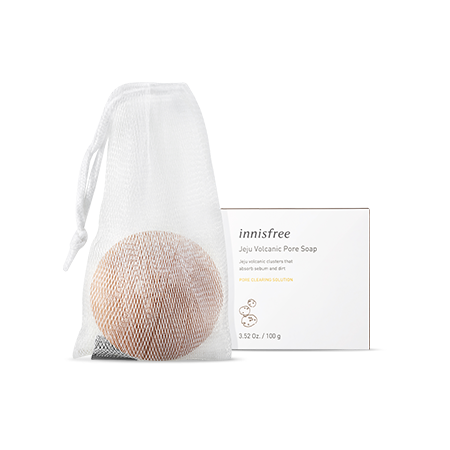 innisfree
Jeju Volcanic Pore Soap
Jeju volcanic clusters that
absorb sebum and dirt.
PORE CLEARING SOLUTION
3.52 Oz. / 100 g